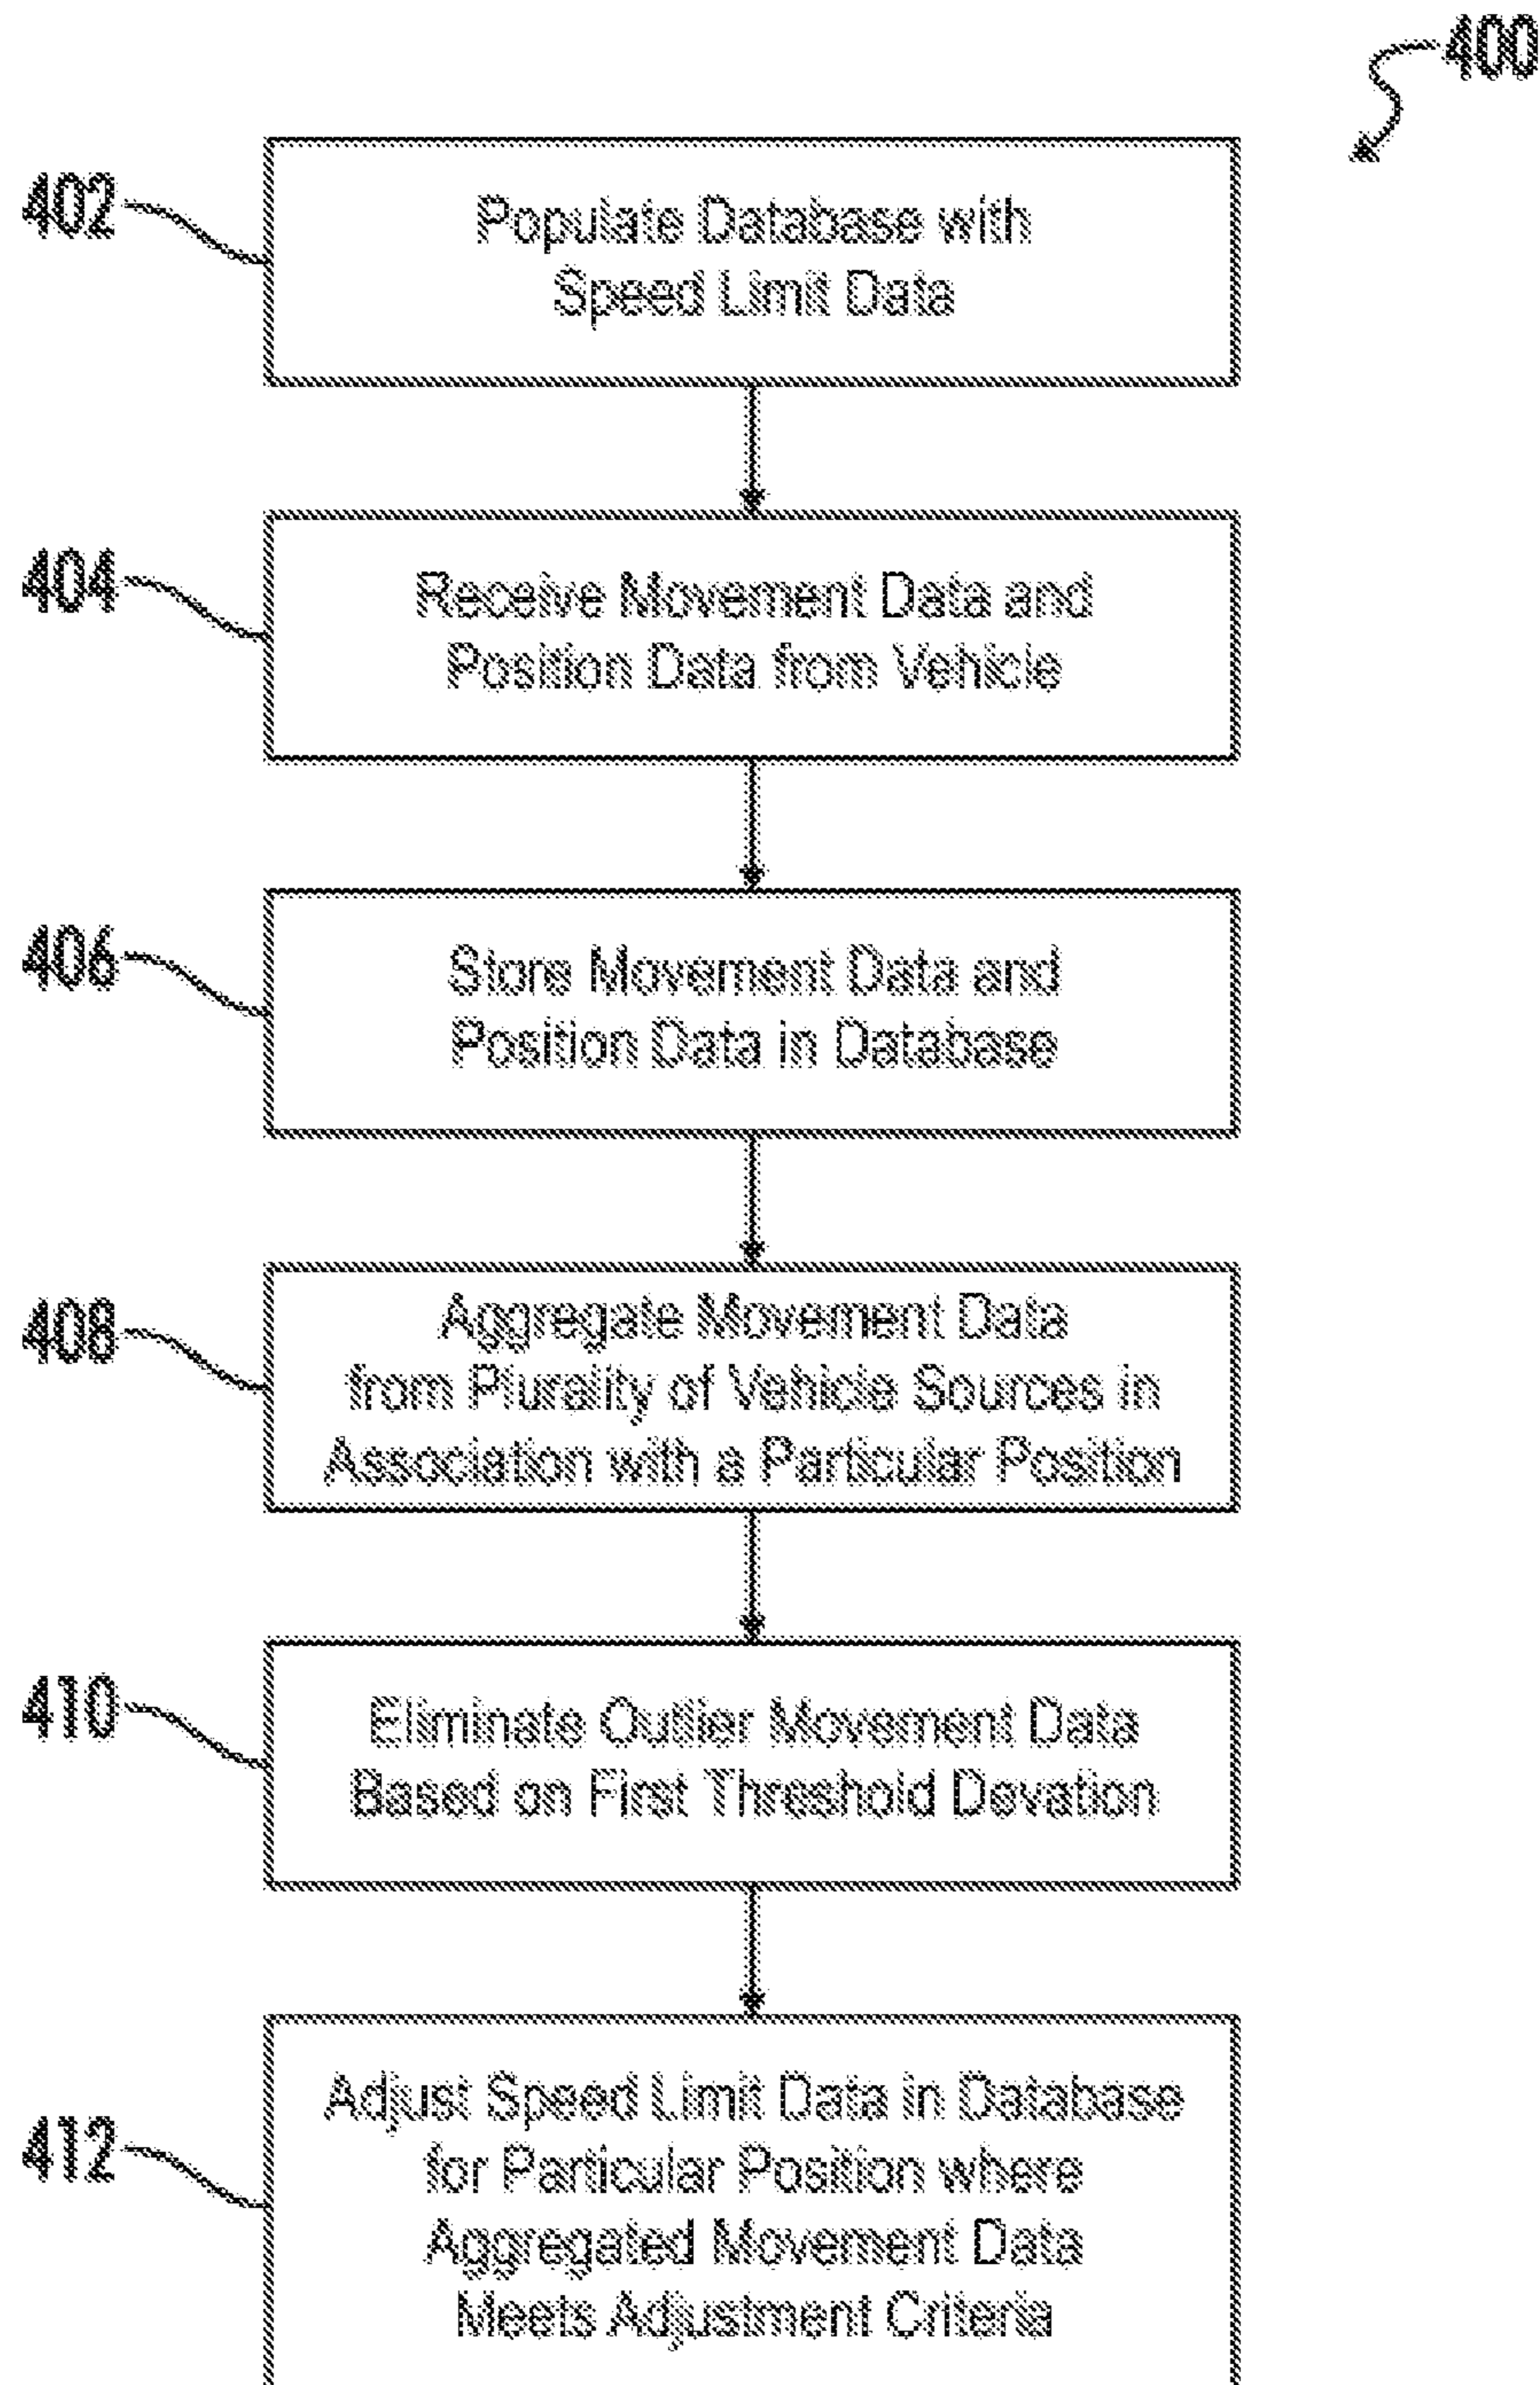 400
402
Populate Database with
Speed Limit Data
404
Receive Movement Data and
Position Data from Vehicle
406
Store Movement Data and
Position Data in Database
408
Aggregate Movement Data
from Plurality of Vehicle Sources in
Association with a Particular Position
410
Eliminate Outlier Movement Data
Based on First Threshold Devation
412
Adjust Speed Limit Data in Database
for Particular Position where
Aggregated Movement Data
Meets Adjustment Criteria